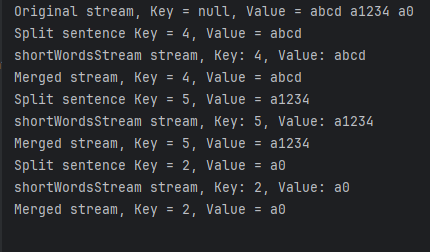 Original stream, Key = null, Value = abcd a1234 a0
Split sentence Key = 4, Value = abcd
shortWordsStream stream, Key: 4, Value: abcd
Merged stream, Key = 4, Value = abcd
Split sentence Key = 5, Value = a1234
shortWordsStream stream, Key: 5, Value: a1234
Merged stream, Key = 5, Value = a1234
Split sentence Key = 2, Value = a0
shortWordsStream stream, Key: 2, Value: a0
Merged stream, Key = 2, Value = a0